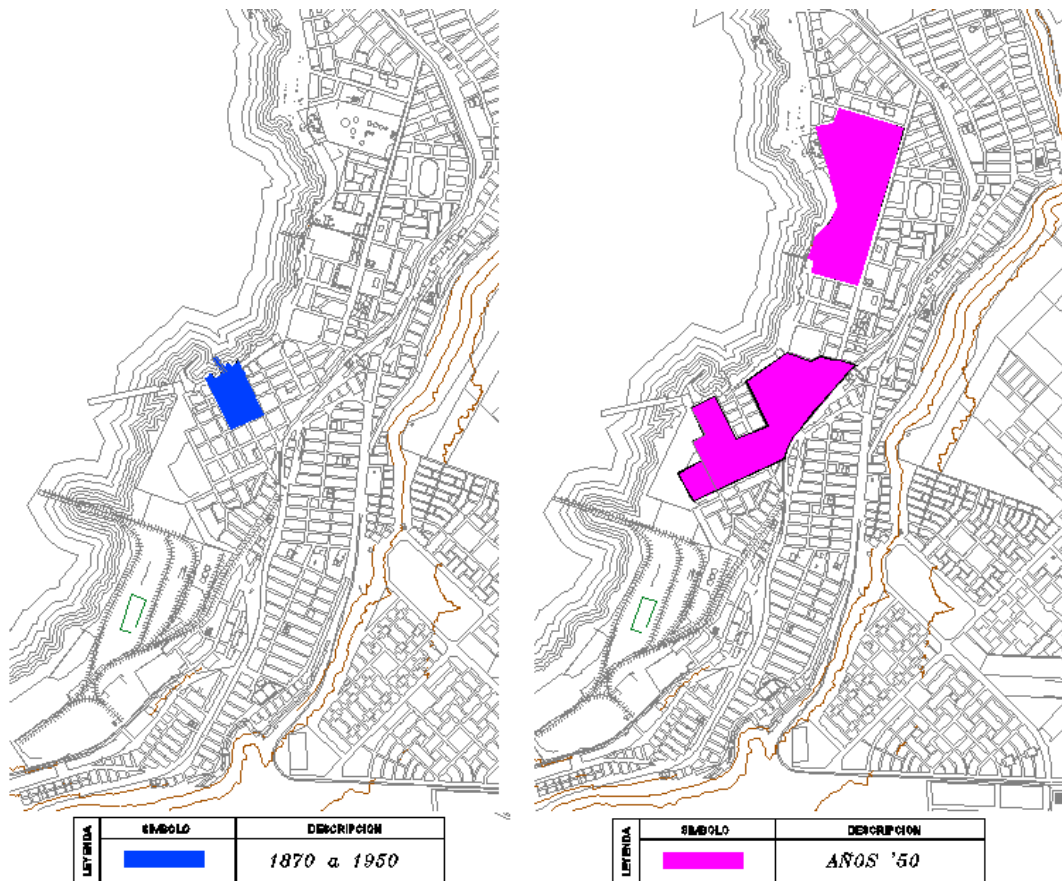 LEYENDA
SIMBOLO DESCRIPCION
1870 a 1950
LEYENDA
SIMBOLO DESCRIPCION
AÑOS '50